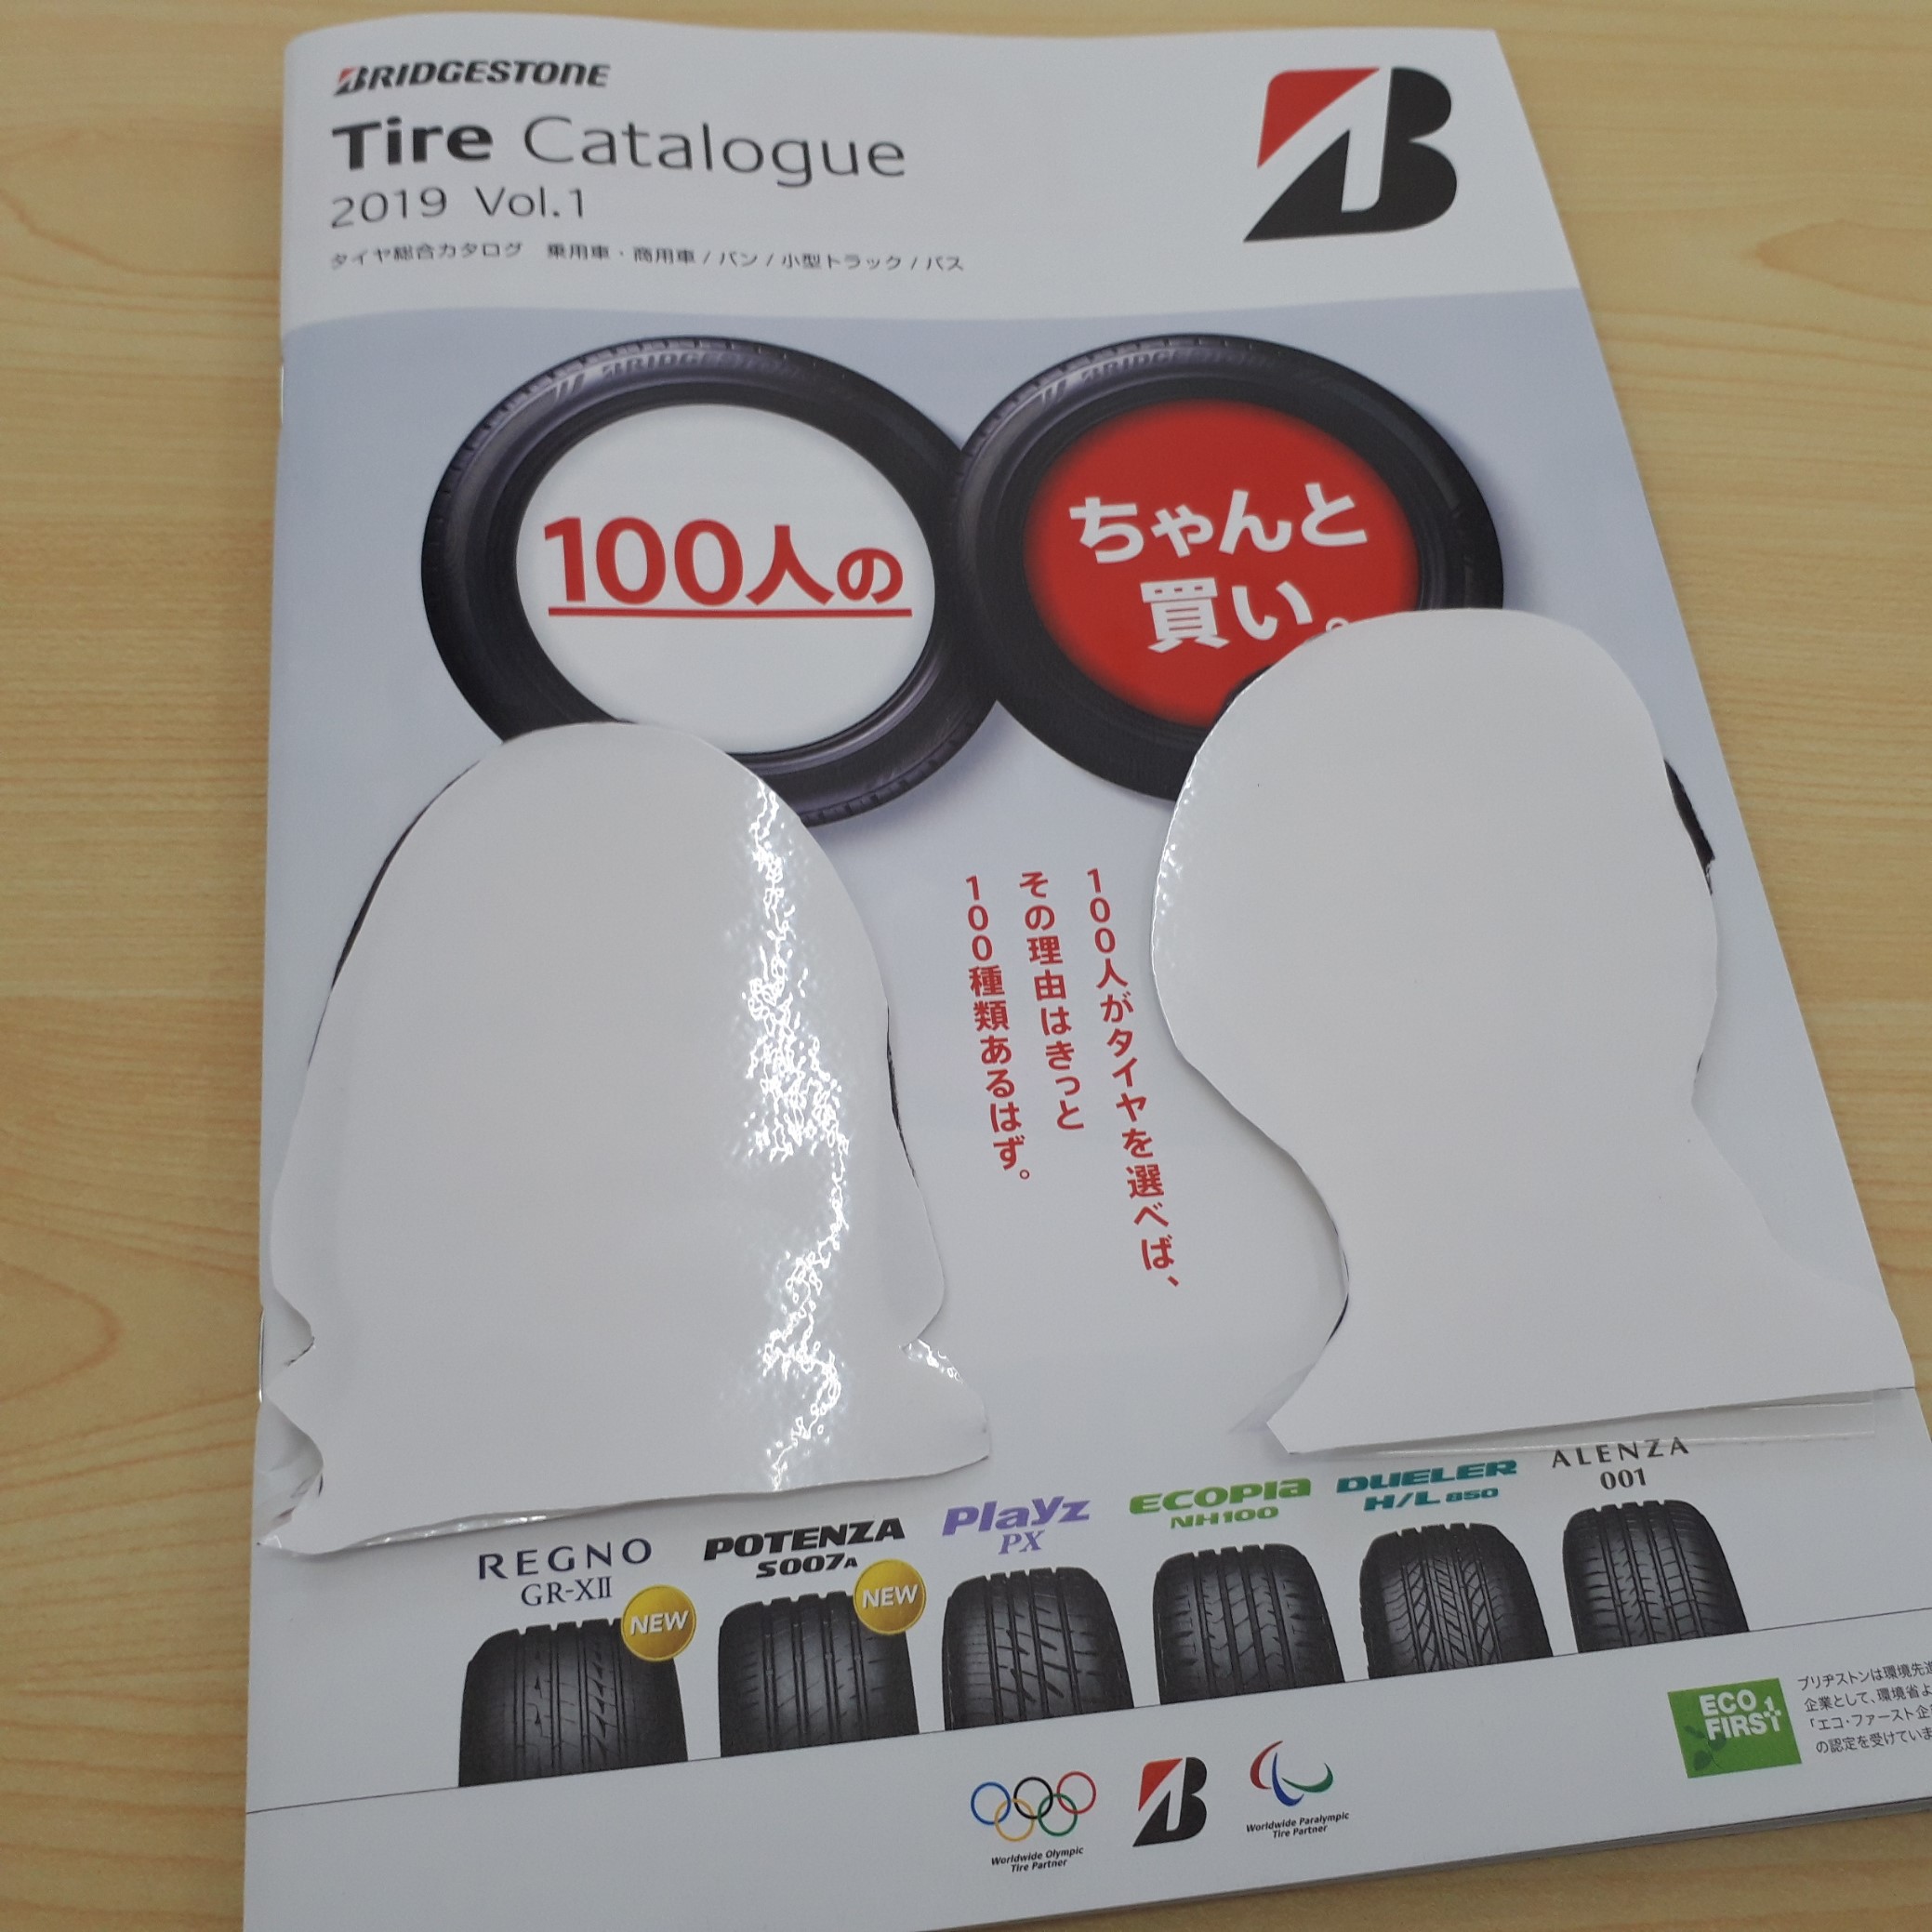 BRIDGESTONE
Tire Catalogue
2019 Vol.1
タイヤ総合カタログ 乗用車・商用車/バン/小型トラック/バス
BRIDGESTONE
BRIDGESTONE
100人の
ちゃんと
買い。
100人がタイヤを選べば、
その理由はきっと
100種類あるはず。
REGNO
GR-XⅡ
NEW
POTENZA
S007A
NEW
Playz
PX
ECOPIA
NH100
DUELER
H/L 850
ALENZA
001
ECO
FIRST
ブリヂストンは環境先進
企業として、環境省よ
「エコ・ファースト企
の認定を受けていま
Worldwide Olympic
Tire Partner
B
Worldwide Paralympic
Tire Partner